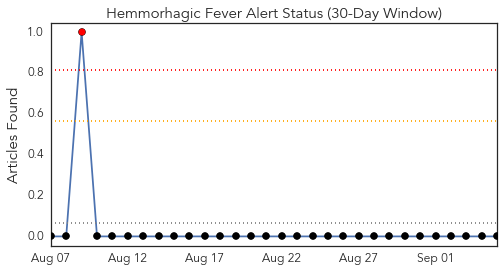 Hemmorhagic Fever Alert Status (30-Day Window)
Articles Found
1.0
0.8
0.6
0.4
0.2
0.0
Aug 07 Aug 12 Aug 17 Aug 22 Aug 27 Sep 01